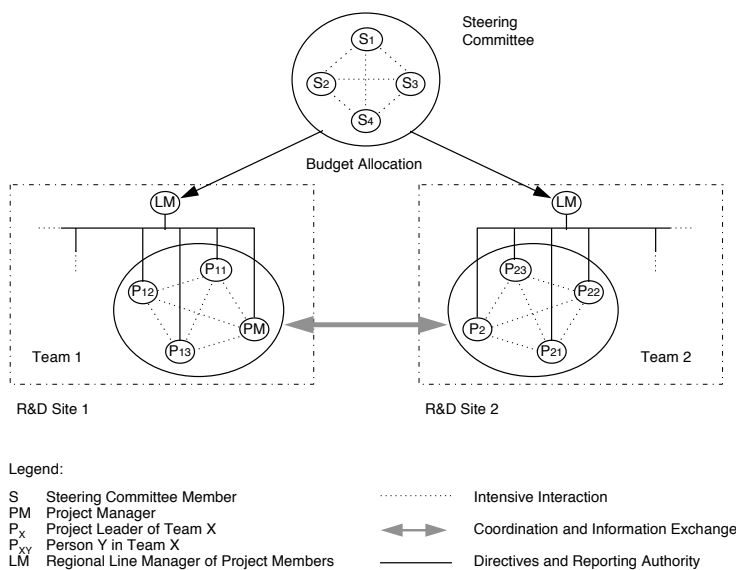 Steering
Committee
S1
S2
S3
S4
Budget Allocation
LM
LM
P11
P12
P13
PM
P23
P22
P2
P21
Team 1
Team 2
R&D Site 1
R&D Site 2
Legend:
S Steering Committee Member
PM Project Manager
PX Project Leader of Team X
PXY Person Y in Team X
LM Regional Line Manager of Project Members
Intensive Interaction
Coordination and Information Exchange
Directives and Reporting Authority